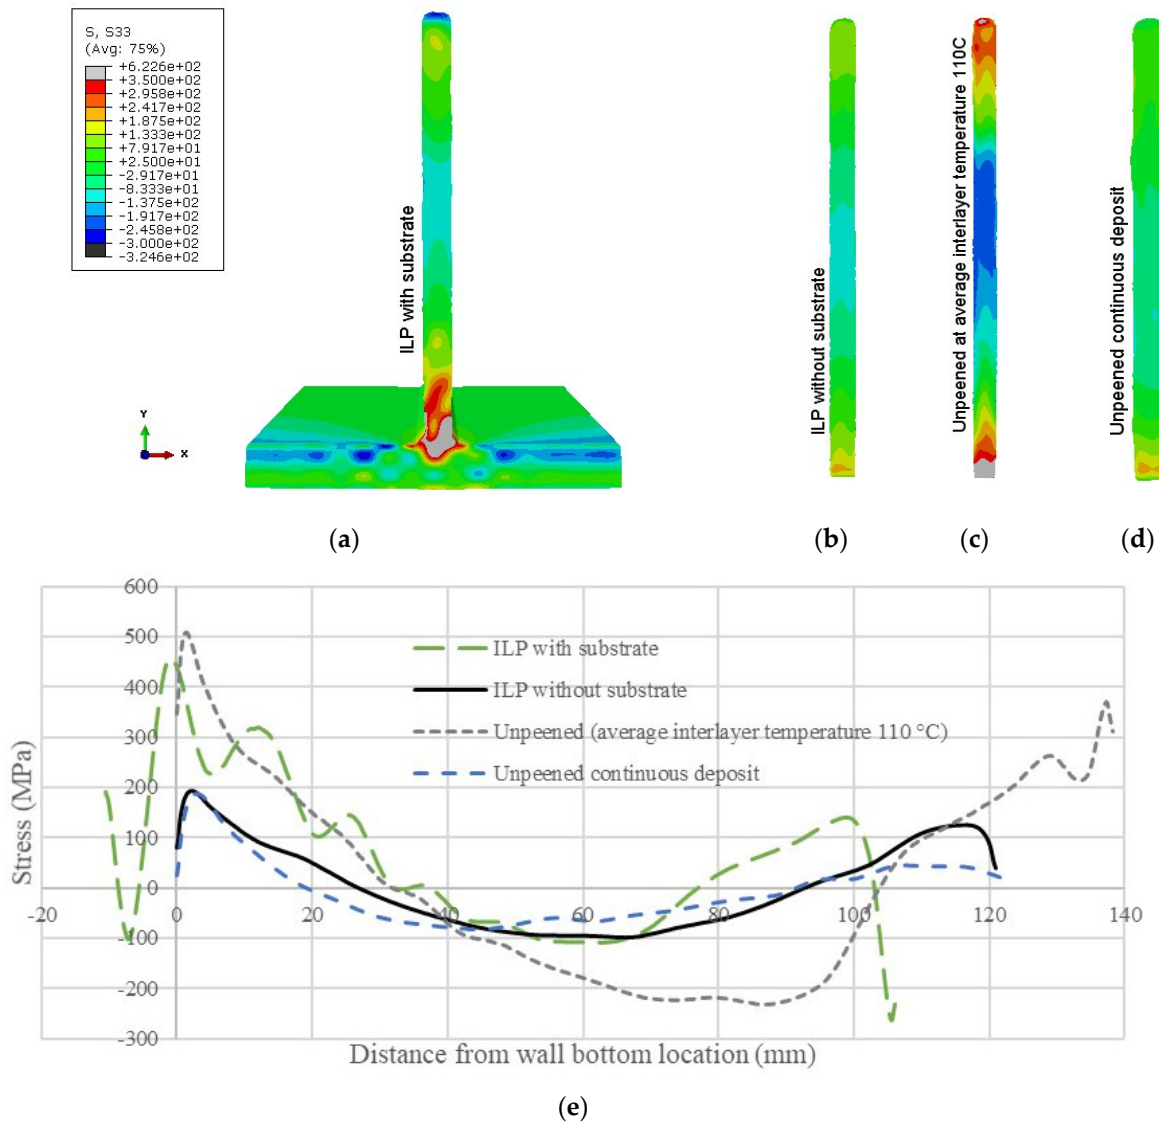 S, S33
(Avg: 75%)
+6.226e+02
+3.500e+02
+2.958e+02
+2.417e+02
+1.875e+02
+1.333e+02
+7.917e+01
+2.500e+01
-2.917e+01
-8.333e+01
-1.375e+02
-1.917e+02
-2.458e+02
-3.000e+02
-3.246e+02
Y
X
ILP with substrate
ILP without substrate
Unpeened at average interlayer temperature 110C
Unpeened continuous deposit
(a)
(b)
(c)
(d)
600
500
400
300
200
100
0
-100
-200
-300
Stress (MPa)
ILP with substrate
ILP without substrate
Unpeened (average interlayer temperature 110 °C)
Unpeened continuous deposit
-20
0
20
40
60
80
100
120
140
Distance from wall bottom location (mm)
(e)